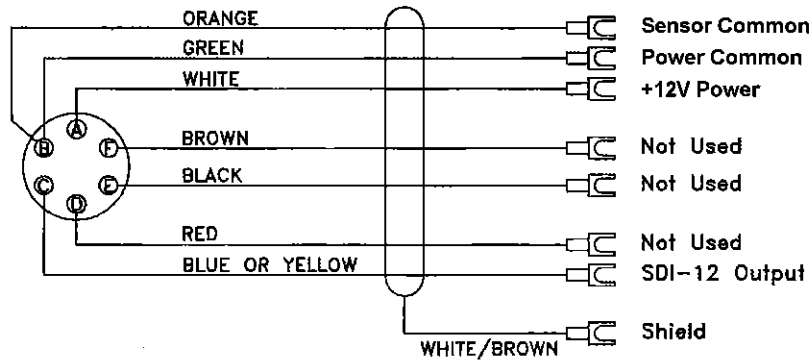 ORANGE Sensor Common
GREEN Power Common
WHITE +12V Power
A
B F BROWN Not Used
C E BLACK Not Used
D
RED Not Used
BLUE OR YELLOW SDI-12 Output
WHITE/BROWN Shield